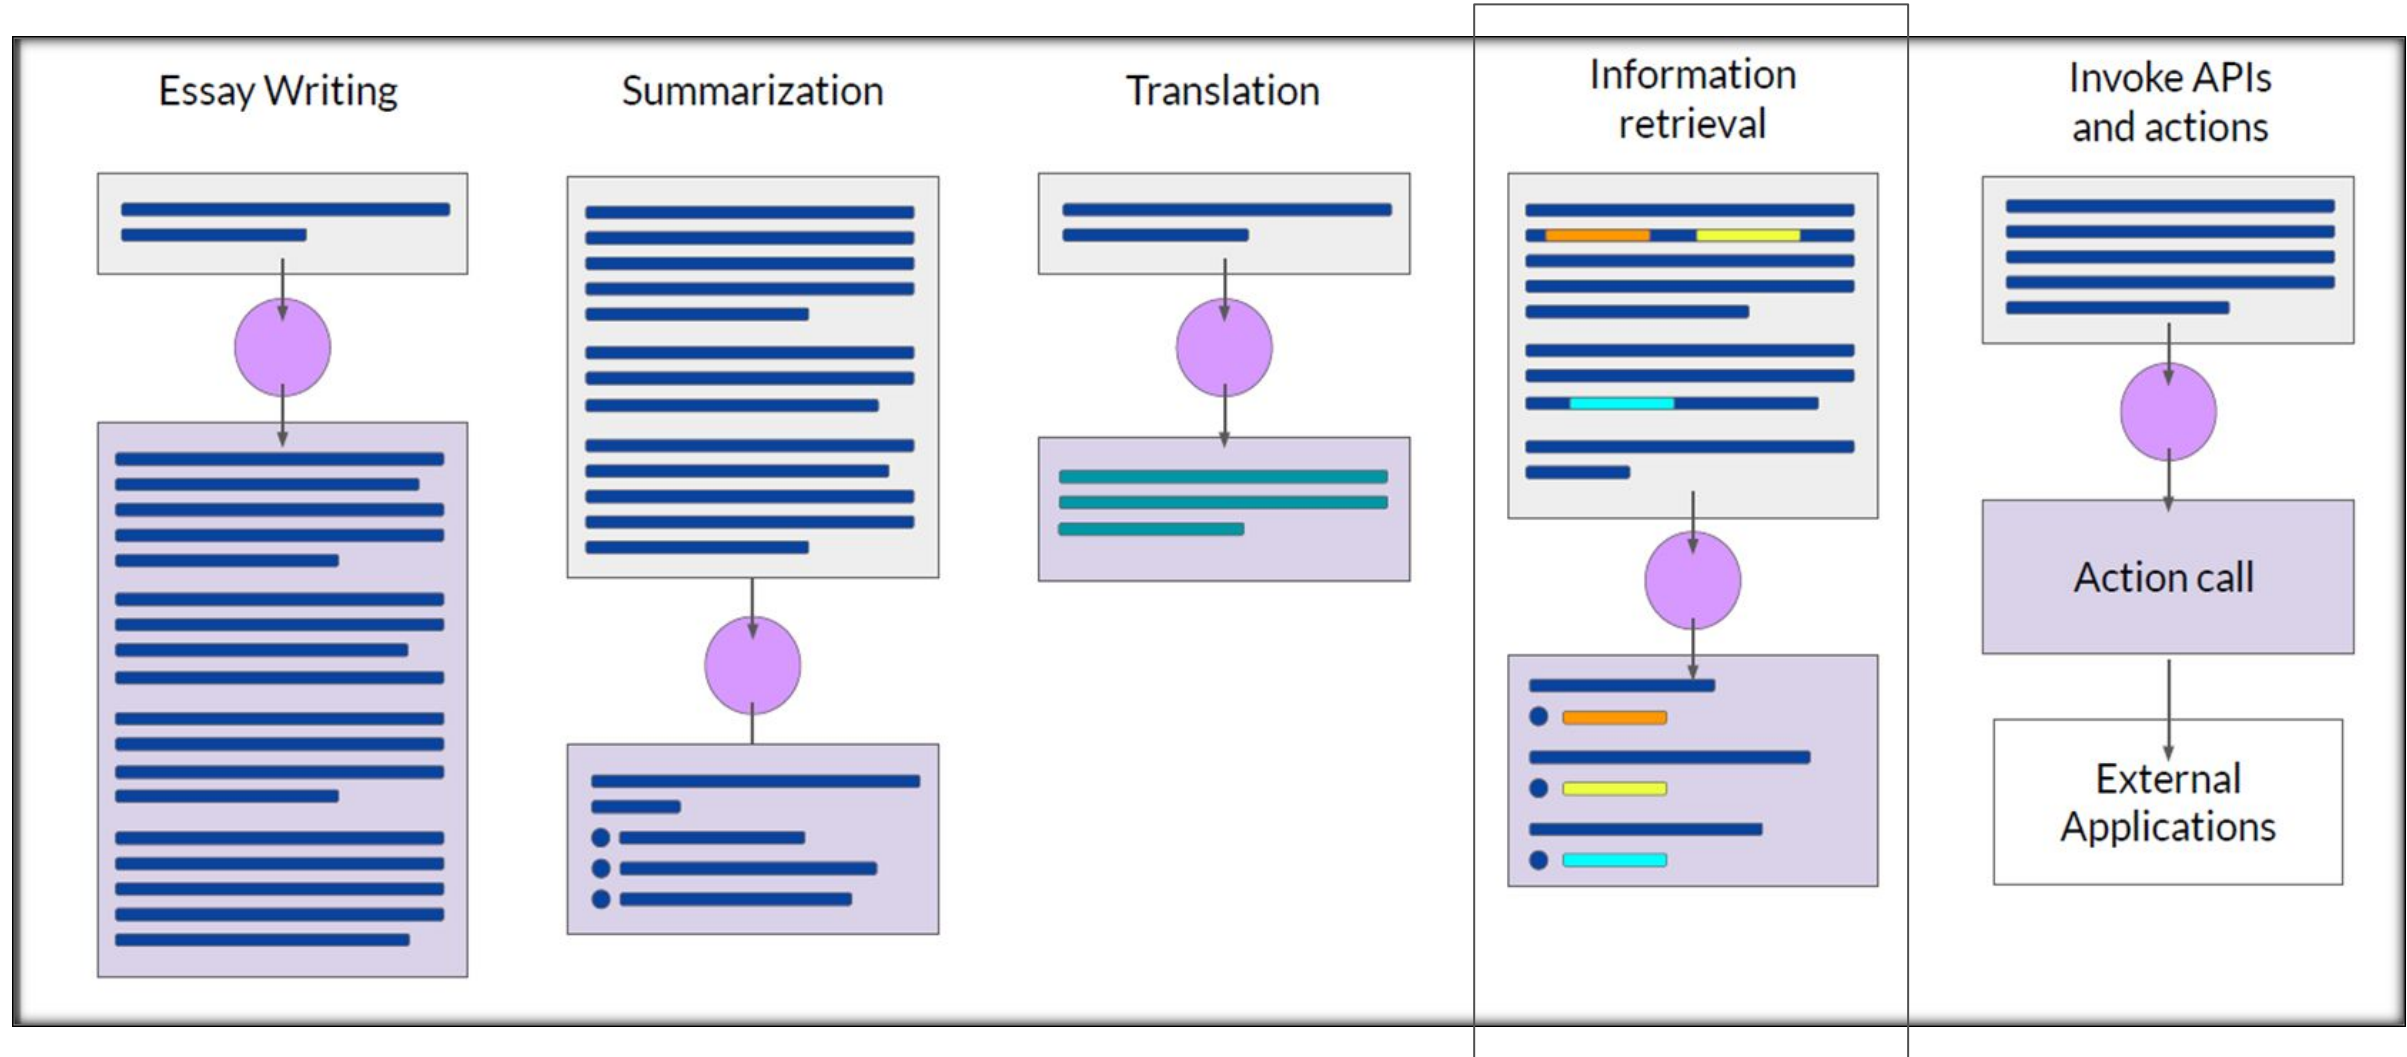 Essay Writing
Summarization
Translation
Information
retrieval
Invoke APIs
and actions
Action call
External
Applications